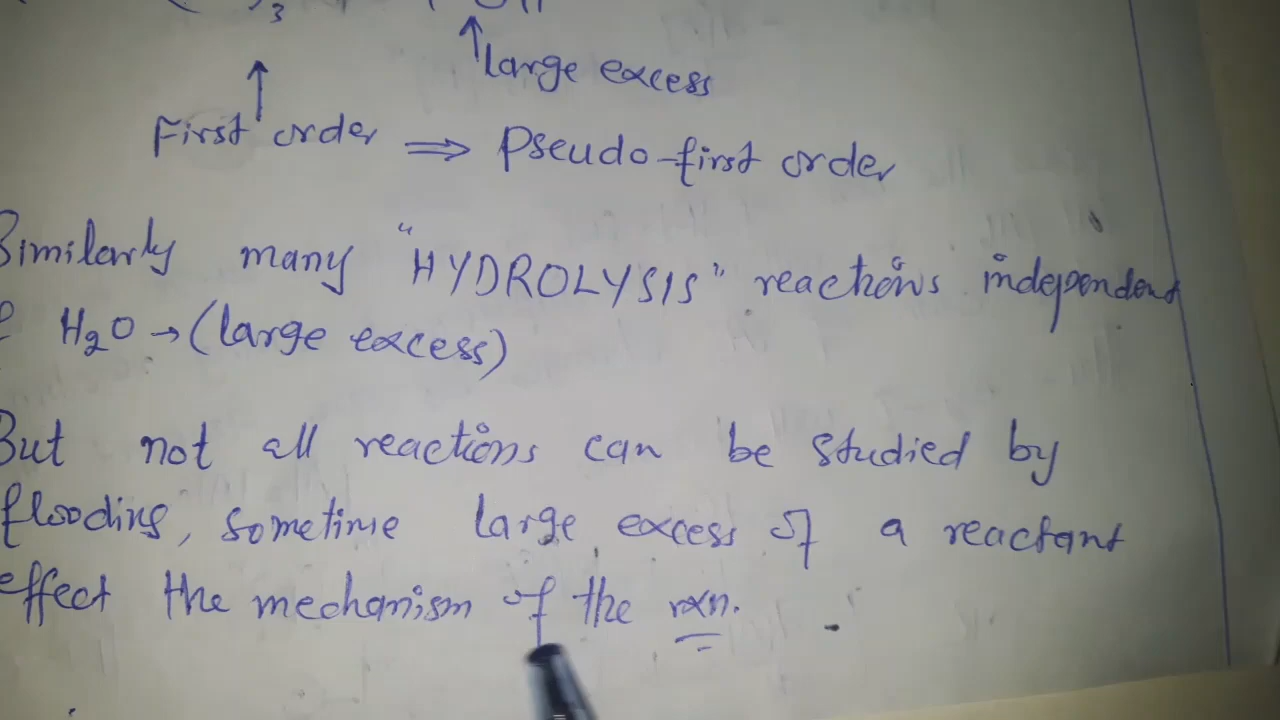 3
large excess
First order ⇒ Pseudo-first order
Similarly many "HYDROLYSIS" reactions independent
H₂O → (large excess)
But not all reactions can be studied by
flooding, sometime large excess of a reactant
effect the mechanism of the rxn.